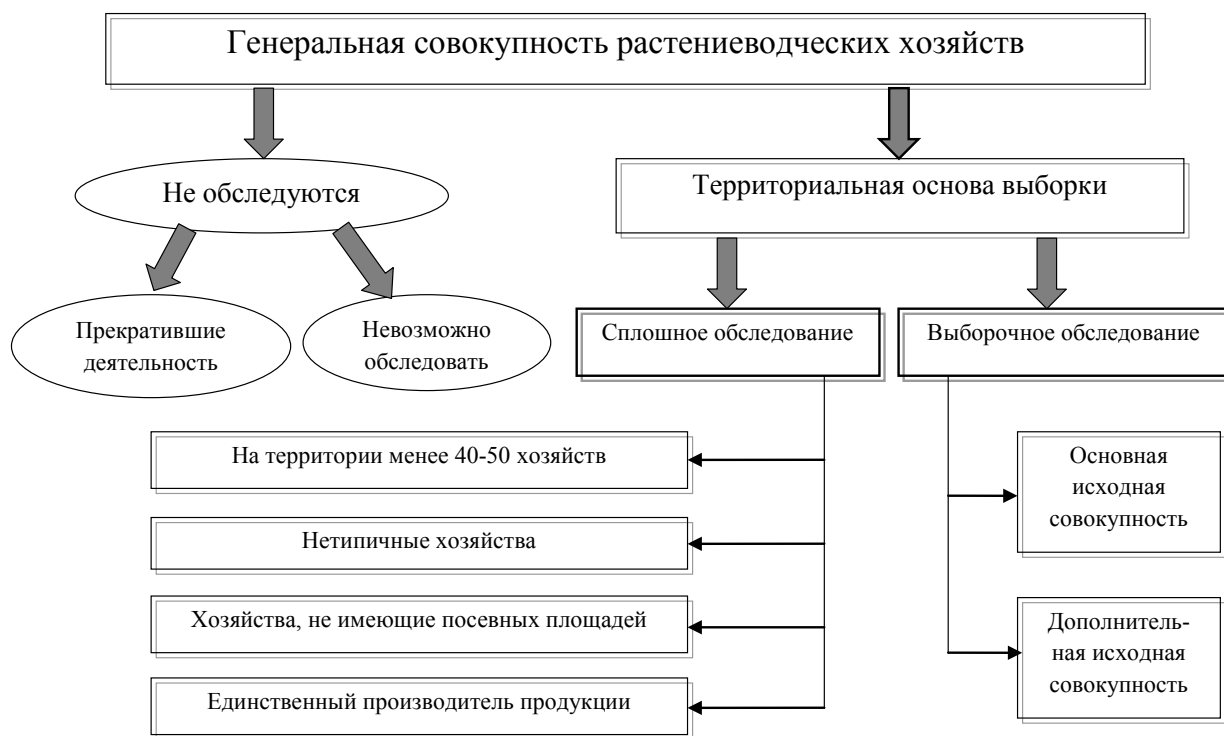 Генеральная совокупность растениеводческих хозяйств
Не обследуются
Территориальная основа выборки
Прекратившие
деятельность
Невозможно
обследовать
Сплошное обследование
Выборочное обследование
На территории менее 40-50 хозяйств
Нетипичные хозяйства
Хозяйства, не имеющие посевных площадей
Единственный производитель продукции
Основная
исходная
совокупность
Дополнитель-
ная исходная
совокупность